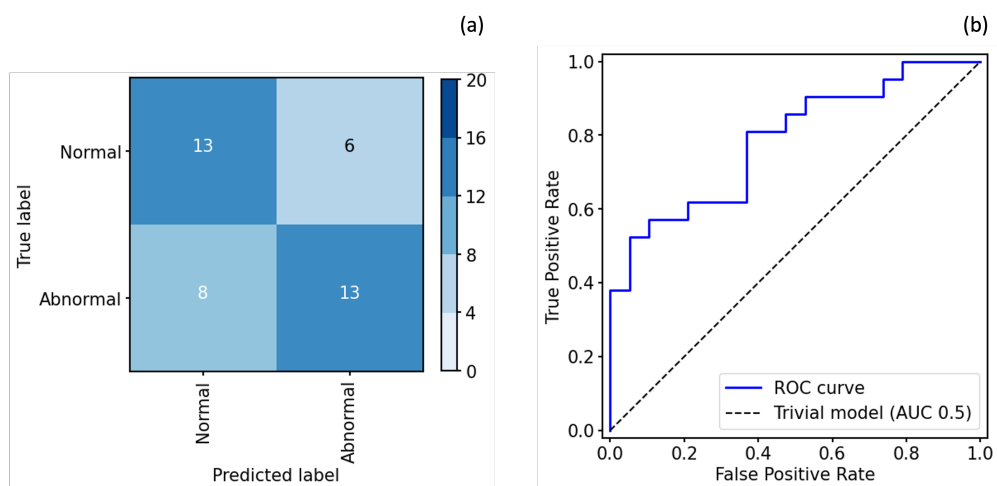 (a)
True label
Normal
Abnormal
13
6
8
13
Normal
Abnormal
Predicted label
20
16
12
8
4
0
(b)
True Positive Rate
1.0
0.8
0.6
0.4
0.2
0.0
0.0 0.2 0.4 0.6 0.8 1.0
False Positive Rate
ROC curve
Trivial model (AUC 0.5)